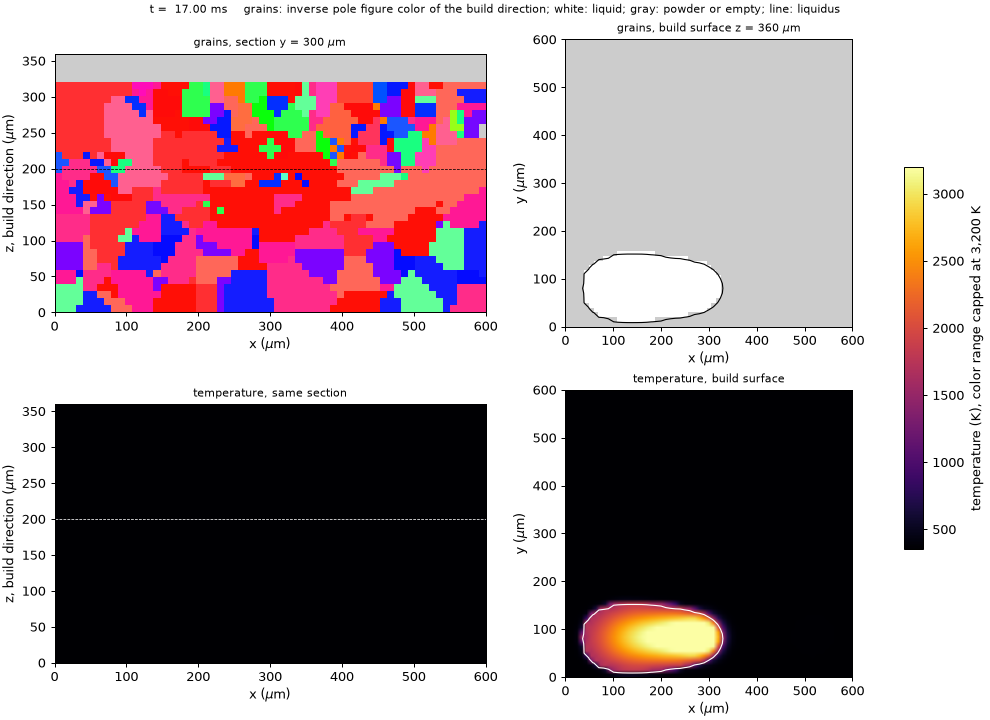 t =  17.00 ms    grains: inverse pole figure color of the build direction; white: liquid; gray: powder or empty; line: liquidus
grains, section y = 300 μm
350
300
250
200
150
100
50
0
z, build direction (μm)
0 100 200 300 400 500 600
x (μm)
grains, build surface z = 360 μm
600
500
400
300
200
100
0
y (μm)
0 100 200 300 400 500 600
x (μm)
temperature, same section
350
300
250
200
150
100
50
0
z, build direction (μm)
0 100 200 300 400 500 600
x (μm)
temperature, build surface
600
500
400
300
200
100
0
y (μm)
0 100 200 300 400 500 600
x (μm)
3000
2500
2000
1500
1000
500
temperature (K), color range capped at 3,200 K